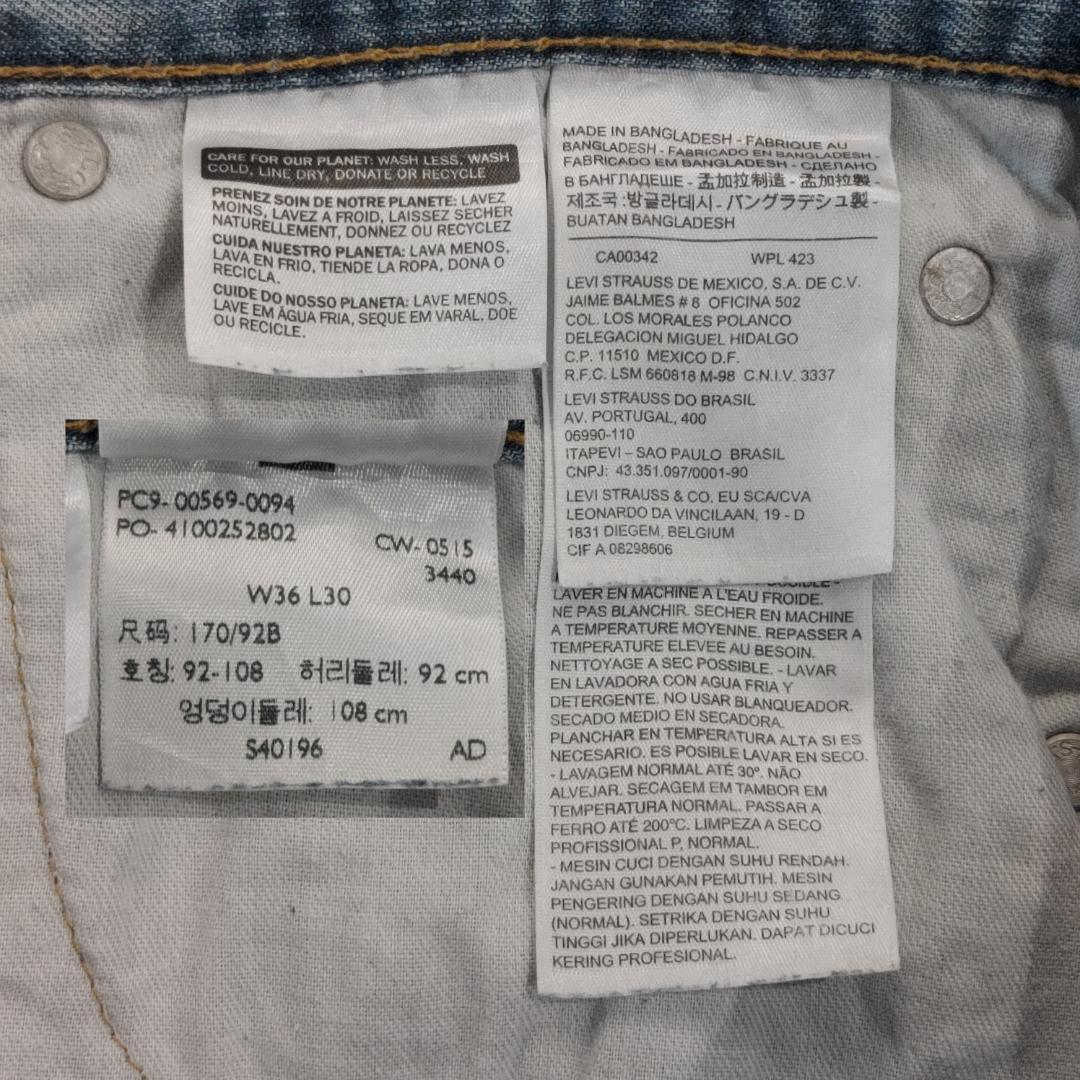 CARE FOR OUR PLANET: WASH LESS, WASH
COLD, LINE DRY, DONATE OR RECYCLE
PRENEZ SOIN DE NOTRE PLANETE: LAVEZ
MOINS, LAVEZ A FROID, LAISSEZ SECHER
NATURELLEMENT, DONNEZ OU RECYCLEZ
CUIDA NUESTRO PLANETA: LAVA MENOS,
LAVA EN FRIO, TIENDE LA ROPA, DONA O
RECICLA.
CUIDE DO NOSSO PLANETA: LAVE MENOS,
LAVE EM ÀGUA FRIA, SEQUE EM VARAL, DOE
OU RECICLE.
MADE IN BANGLADESH - FABRIQUE AU
BANGLADESH - FABRICADO EN BANGLADESH -
FABRICADO EM BANGLADESH - СДЕЛАНО
В БАНГЛАДЕШЕ - 孟加拉制造 - 孟加拉製 -
제조국 :방글라데시 - バングラデシュ製 -
BUATAN BANGLADESH
CA00342 WPL 423
LEVI STRAUSS DE MEXICO, S.A. DE C.V.
JAIME BALMES # 8 OFICINA 502
COL. LOS MORALES POLANCO
DELEGACION MIGUEL HIDALGO
C.P. 11510 MEXICO D.F.
R.F.C. LSM 660818 M-98 C.N.I.V. 3337
LEVI STRAUSS DO BRASIL
AV. PORTUGAL, 400
06990-110
ITAPEVI – SAO PAULO BRASIL
CNPJ: 43.351.097/0001-90
LEVI STRAUSS & CO. EU SCA/CVA
LEONARDO DA VINCILAAN, 19 - D
1831 DIEGEM, BELGIUM
CIF A 08298606
PC9- 00569-0094
PO- 4100252802
CW- 0515
3440
W36 L30
尺码: 170/92B
호칭: 92-108 허리둘레: 92 cm
엉덩이둘레: 108 cm
S40196 AD
LAVER EN MACHINE A L'EAU FROIDE.
NE PAS BLANCHIR. SECHER EN MACHINE
A TEMPERATURE MOYENNE. REPASSER A
TEMPERATURE ELEVEE AU BESOIN.
NETTOYAGE A SEC POSSIBLE. - LAVAR
EN LAVADORA CON AGUA FRIA Y
DETERGENTE. NO USAR BLANQUEADOR.
SECADO MEDIO EN SECADORA.
PLANCHAR EN TEMPERATURA ALTA SI ES
NECESARIO. ES POSIBLE LAVAR EN SECO.
- LAVAGEM NORMAL ATÉ 30º. NÃO
ALVEJAR. SECAGEM EM TAMBOR EM
TEMPERATURA NORMAL. PASSAR A
FERRO ATÉ 200°C. LIMPEZA A SECO
PROFISSIONAL P, NORMAL.
- MESIN CUCI DENGAN SUHU RENDAH.
JANGAN GUNAKAN PEMUTIH. MESIN
PENGERING DENGAN SUHU SEDANG
(NORMAL). SETRIKA DENGAN SUHU
TINGGI JIKA DIPERLUKAN. DAPAT DICUCI
KERING PROFESIONAL.